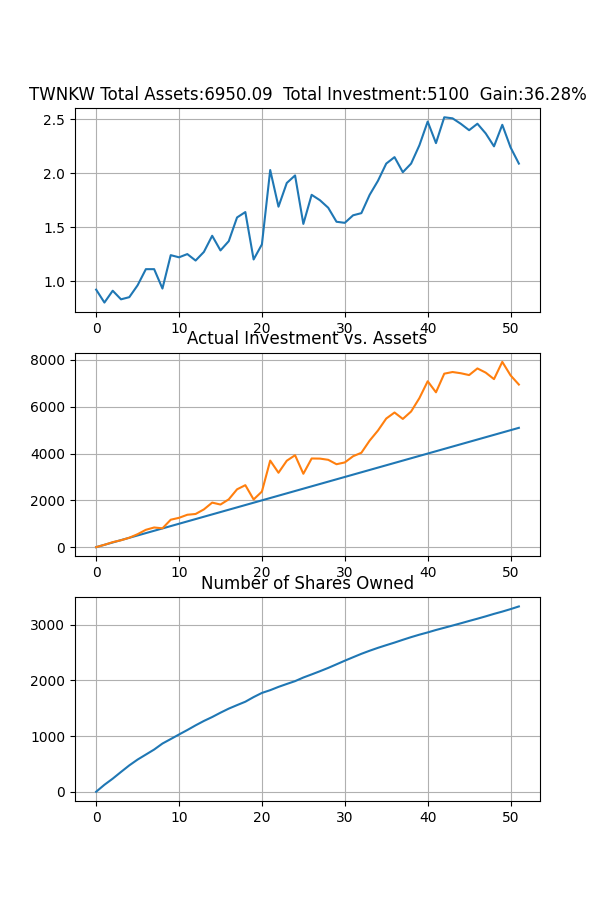 TWNKW Total Assets:6950.09  Total Investment:5100  Gain:36.28%
2.5
2.0
1.5
1.0
0 10 20 30 40 50
Actual Investment vs. Assets
8000
6000
4000
2000
0
0 10 20 30 40 50
Number of Shares Owned
3000
2000
1000
0
0 10 20 30 40 50